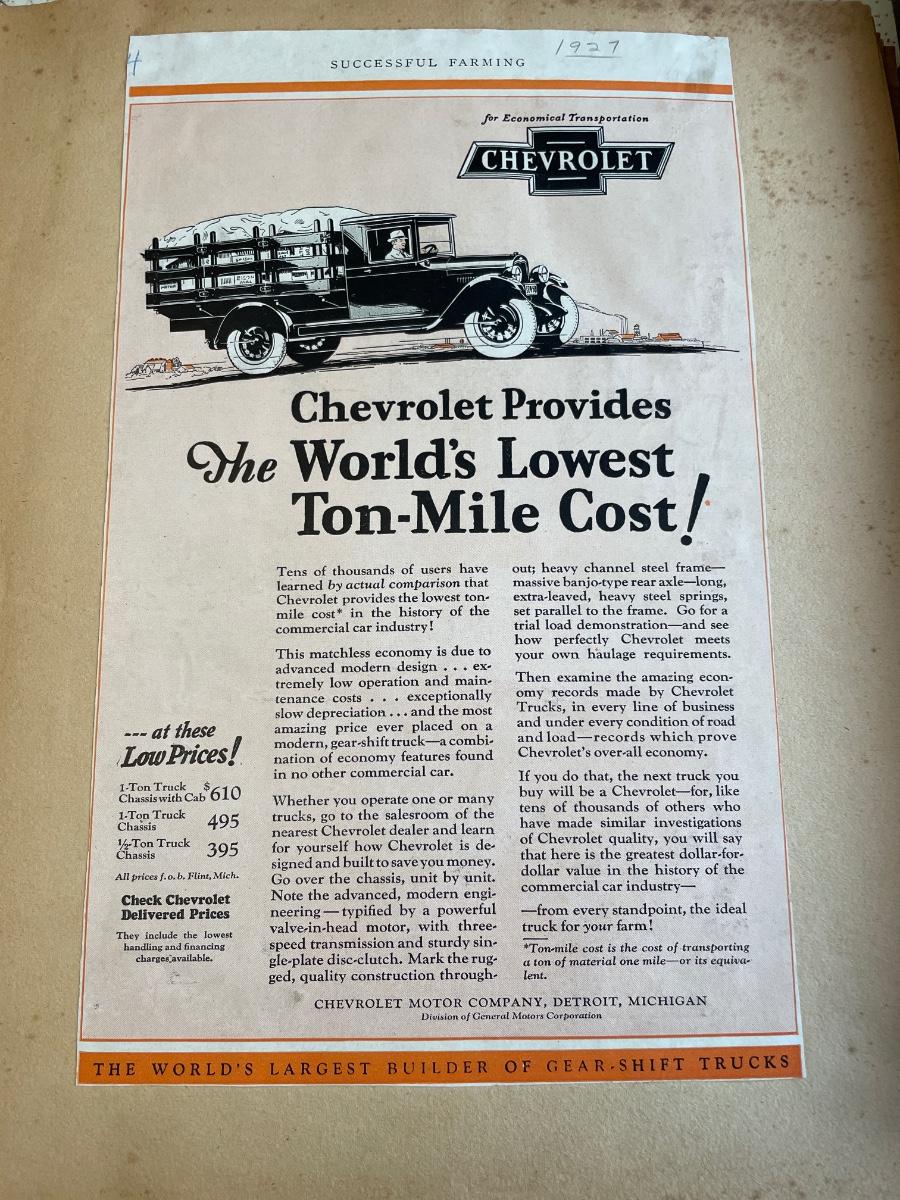 4
1927
SUCCESSFUL FARMING
for Economical Transportation
CHEVROLET
Chevrolet Provides
The World's Lowest
Ton-Mile Cost!
Tens of thousands of users have
learned by actual comparison that
Chevrolet provides the lowest ton-
mile cost* in the history of the
commercial car industry!
This matchless economy is due to
advanced modern design . . . ex-
tremely low operation and main-
tenance costs . . . exceptionally
slow depreciation . . . and the most
amazing price ever placed on a
modern, gear-shift truck—a combi-
nation of economy features found
in no other commercial car.
Whether you operate one or many
trucks, go to the salesroom of the
nearest Chevrolet dealer and learn
for yourself how Chevrolet is de-
signed and built to save you money.
Go over the chassis, unit by unit.
Note the advanced, modern engi-
neering—typified by a powerful
valve-in-head motor, with three-
speed transmission and sturdy sin-
gle-plate disc-clutch. Mark the rug-
ged, quality construction through-
out; heavy channel steel frame—
massive banjo-type rear axle—long,
extra-leaved, heavy steel springs,
set parallel to the frame. Go for a
trial load demonstration—and see
how perfectly Chevrolet meets
your own haulage requirements.
Then examine the amazing econ-
omy records made by Chevrolet
Trucks, in every line of business
and under every condition of road
and load—records which prove
Chevrolet's over-all economy.
If you do that, the next truck you
buy will be a Chevrolet—for, like
tens of thousands of others who
have made similar investigations
of Chevrolet quality, you will say
that here is the greatest dollar-for-
dollar value in the history of the
commercial car industry—
—from every standpoint, the ideal
truck for your farm!
*Ton-mile cost is the cost of transporting
a ton of material one mile—or its equiva-
lent.
--- at these
Low Prices!
1-Ton Truck
Chassis with Cab $610
1-Ton Truck
Chassis 495
½-Ton Truck
Chassis 395
All prices f. o. b. Flint, Mich.
Check Chevrolet
Delivered Prices
They include the lowest
handling and financing
charges available.
CHEVROLET MOTOR COMPANY, DETROIT, MICHIGAN
Division of General Motors Corporation
THE WORLD'S LARGEST BUILDER OF GEAR-SHIFT TRUCKS